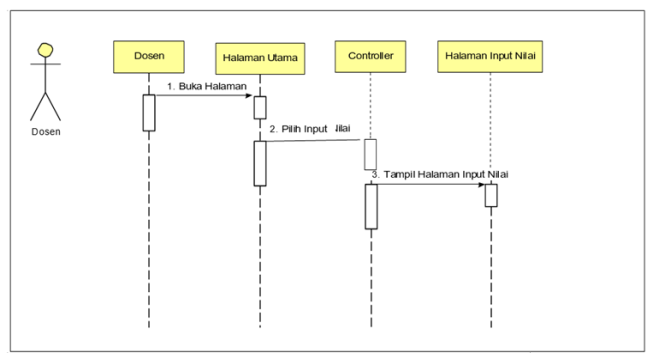 Dosen
Halaman Utama
Controller
Halaman Input Nilai
Dosen
1. Buka Halaman
2. Pilih Input
3. Tampil Halaman Input Nilai